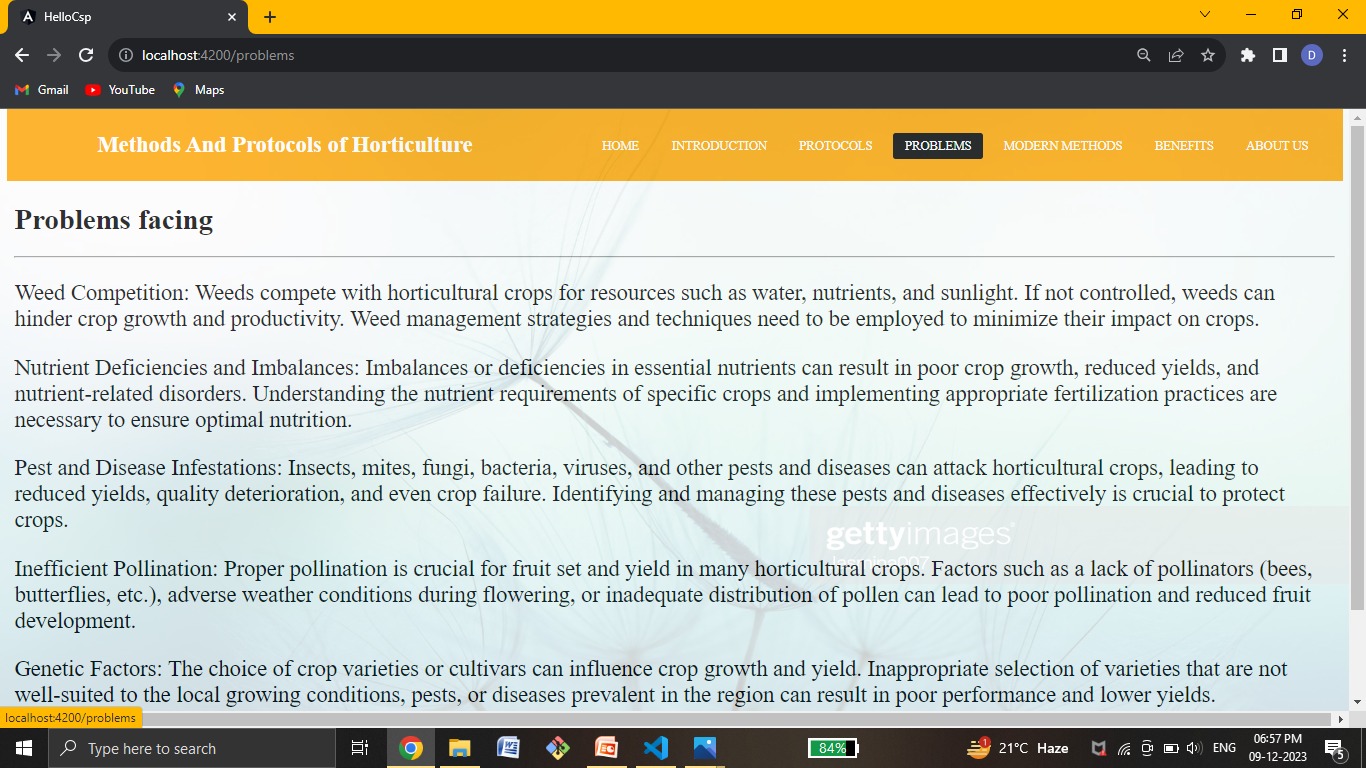 HelloCsp
localhost:4200/problems
Gmail YouTube Maps
Methods And Protocols of Horticulture HOME INTRODUCTION PROTOCOLS PROBLEMS MODERN METHODS BENEFITS ABOUT US
Problems facing
Weed Competition: Weeds compete with horticultural crops for resources such as water, nutrients, and sunlight. If not controlled, weeds can
hinder crop growth and productivity. Weed management strategies and techniques need to be employed to minimize their impact on crops.
Nutrient Deficiencies and Imbalances: Imbalances or deficiencies in essential nutrients can result in poor crop growth, reduced yields, and
nutrient-related disorders. Understanding the nutrient requirements of specific crops and implementing appropriate fertilization practices are
necessary to ensure optimal nutrition.
Pest and Disease Infestations: Insects, mites, fungi, bacteria, viruses, and other pests and diseases can attack horticultural crops, leading to
reduced yields, quality deterioration, and even crop failure. Identifying and managing these pests and diseases effectively is crucial to protect
crops.
gettyimages
Inefficient Pollination: Proper pollination is crucial for fruit set and yield in many horticultural crops. Factors such as a lack of pollinators (bees,
butterflies, etc.), adverse weather conditions during flowering, or inadequate distribution of pollen can lead to poor pollination and reduced fruit
development.
Genetic Factors: The choice of crop varieties or cultivars can influence crop growth and yield. Inappropriate selection of varieties that are not
well-suited to the local growing conditions, pests, or diseases prevalent in the region can result in poor performance and lower yields.
localhost:4200/problems
Type here to search 84% 1 21°C Haze ENG 06:57 PM
09-12-2023 5